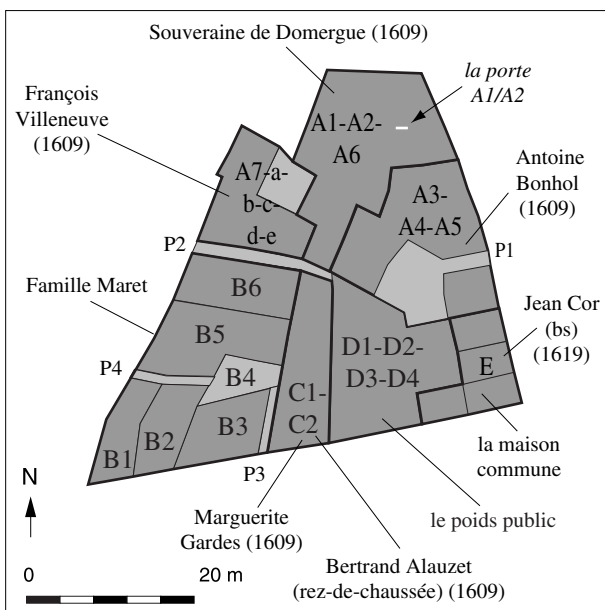 Souveraine de Domergue (1609)
la porte
A1/A2
François
Villeneuve
(1609)
A1-A2-
A6
Antoine
Bonhol
(1609)
A7-a-
b-c-
d-e
A3-
A4-A5
P2
P1
Famille Maret
B6
B5
Jean Cor
(bs)
(1619)
P4
B4
D1-D2-
D3-D4
E
C1-
C2
B1
B2
B3
P3
la maison
commune
N
Marguerite
Gardes (1609)
le poids public
Bertrand Alauzet
(rez-de-chaussée) (1609)
0
20 m